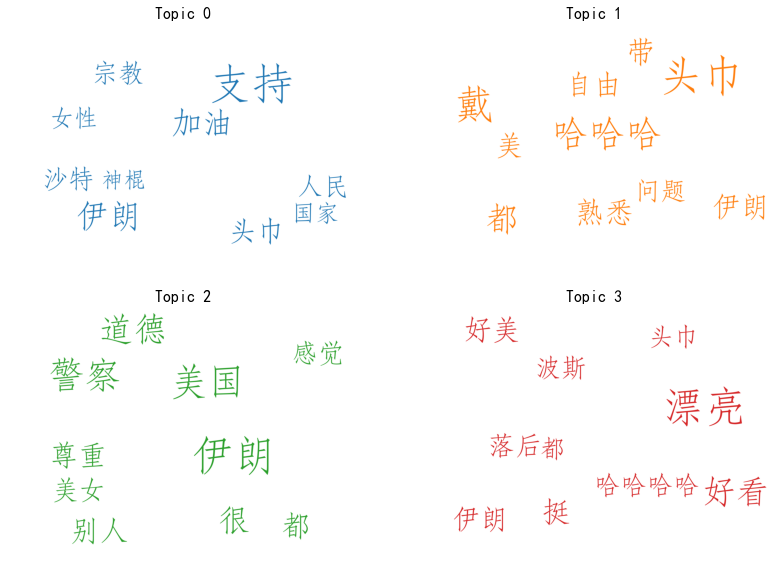 Topic 0
宗教
支持
女性
加油
沙特 神棍
人民
伊朗
国家
头巾
Topic 1
带
自由
头巾
戴
哈哈哈
美
问题
都
熟悉
伊朗
Topic 2
道德
感觉
警察
美国
尊重
伊朗
美女
别人
很
都
Topic 3
好美
头巾
波斯
漂亮
落后
都
哈哈哈哈
好看
伊朗
挺